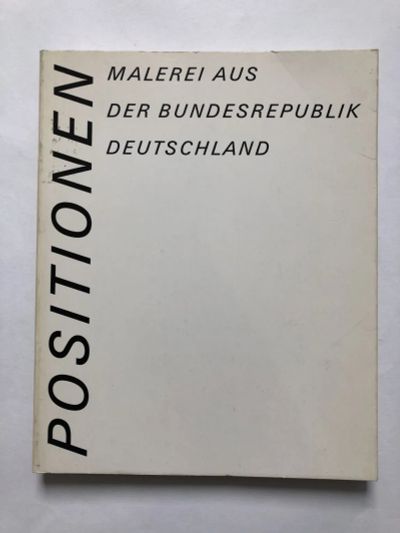 POSITIONEN
MALEREI AUS
DER BUNDESREPUBLIK
DEUTSCHLAND